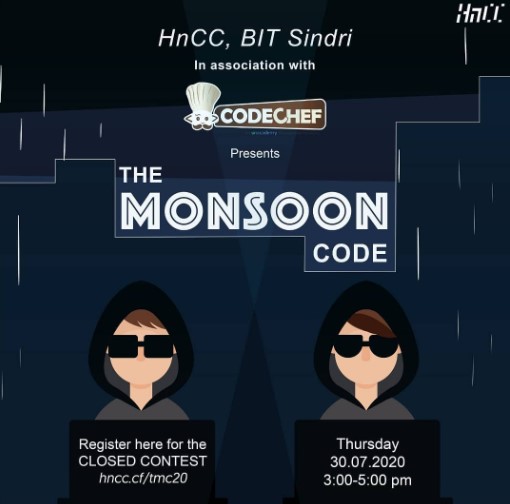 HnCC
HnCC, BIT Sindri
In association with
CODECHEF
Presents
THE
MONSOON
CODE
Register here for the
CLOSED CONTEST
hncc.cf/tmc20
Thursday
30.07.2020
3:00-5:00 pm